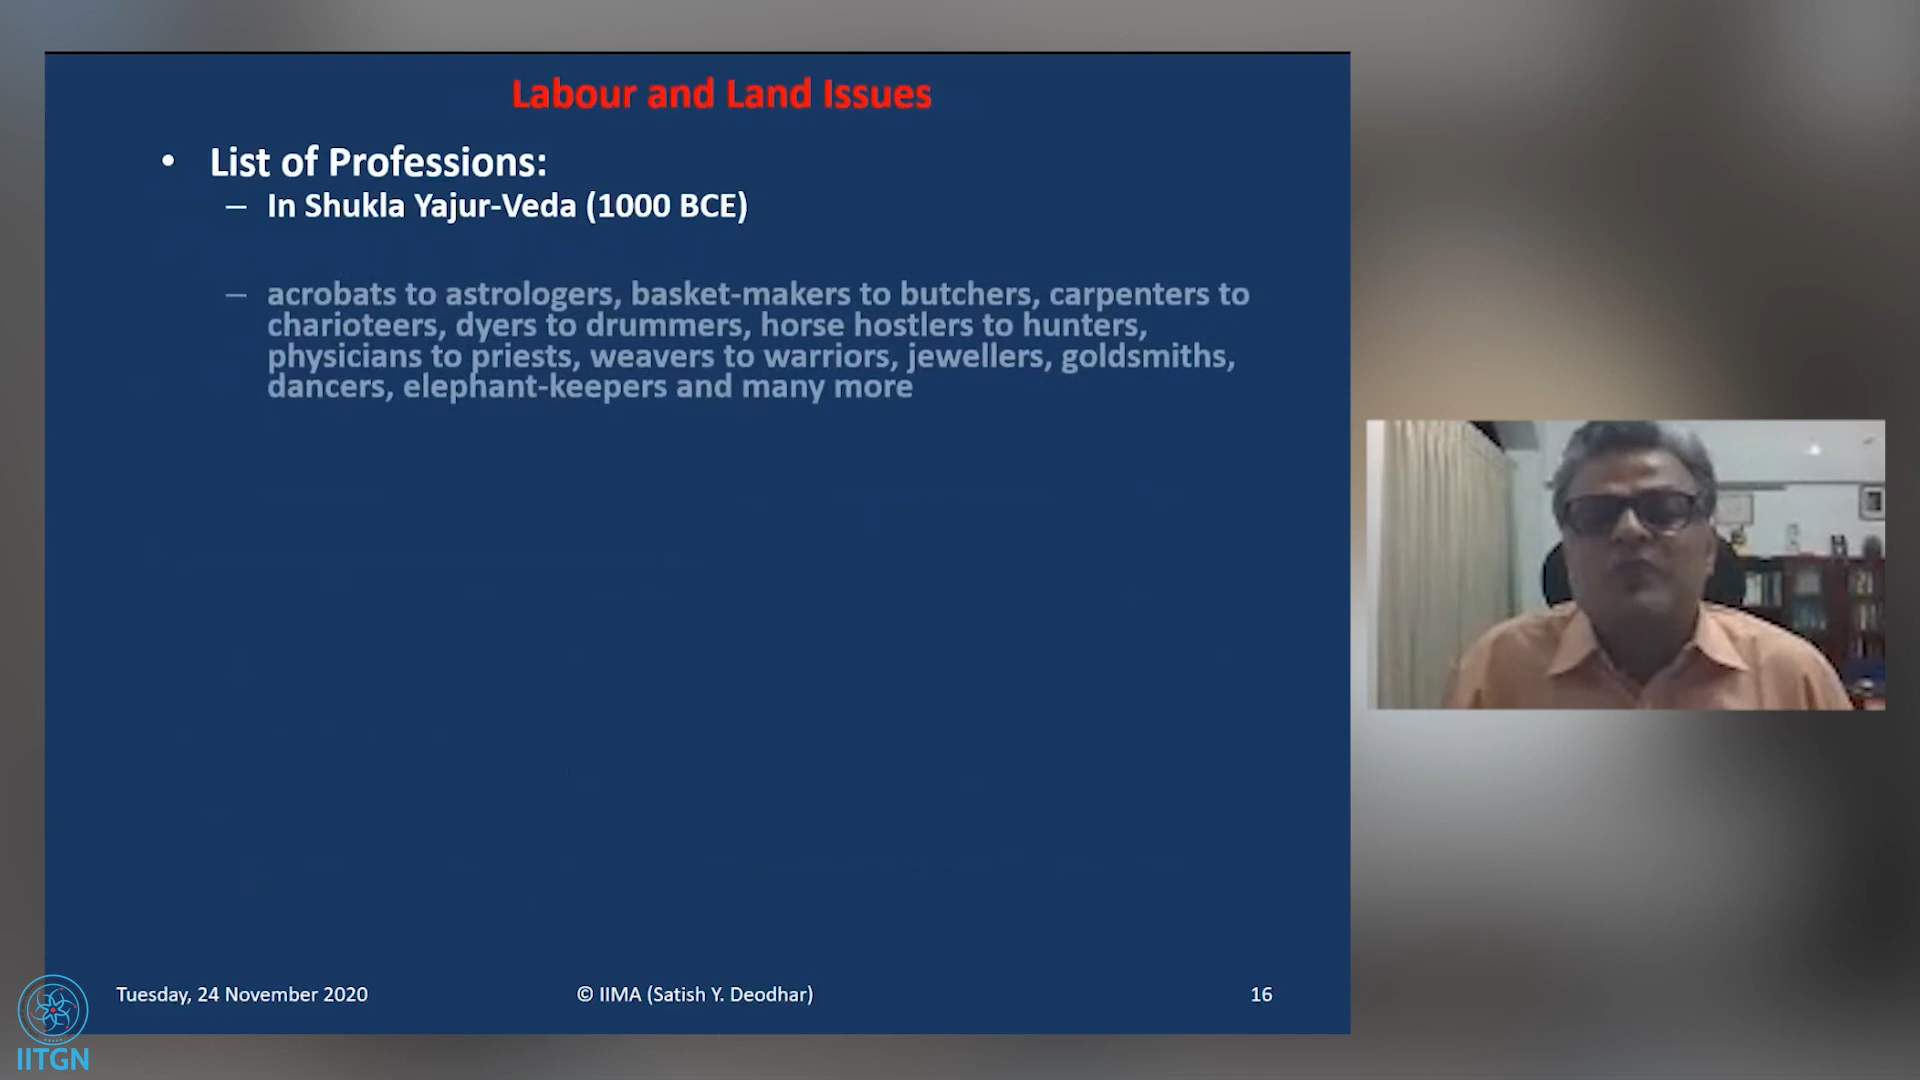 Labour and Land Issues
• List of Professions:
– In Shukla Yajur-Veda (1000 BCE)
– acrobats to astrologers, basket-makers to butchers, carpenters to
charioteers, dyers to drummers, horse hostlers to hunters,
physicians to priests, weavers to warriors, jewellers, goldsmiths,
dancers, elephant-keepers and many more
Tuesday, 24 November 2020
© IIMA (Satish Y. Deodhar)
16
IITGN